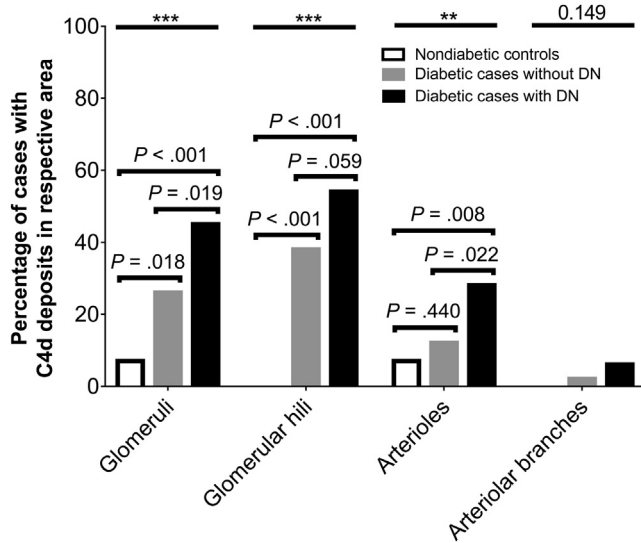 *** *** ** 0.149
Nondiabetic controls
Diabetic cases without DN
Diabetic cases with DN
Percentage of cases with
C4d deposits in respective area
100
80
60
40
20
0
P < .001
P = .019
P = .018
P < .001
P = .059
P < .001
P = .008
P = .022
P = .440
Glomeruli
Glomerular hili
Arterioles
Arteriolar branches